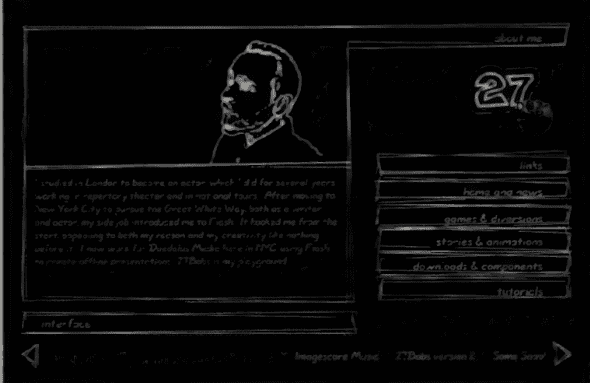 about me
27
links
home and news
games & diversions
stories & animations
downloads & components
tutorials
I studied in London to become an actor which I did for several years
working in repertory theater and national tours. After moving to
New York City to pursue the Great White Way, both as a writer
and actor, my side job introduced me to Flash. It hooked me from the
start, appealing to both my reason and my creativity like nothing
before it. I now work for Daedalus Media here in NYC using Flash
to create offline presentations. 27Bobs is my playground.
interface
Imagescore Music 27Bobs version